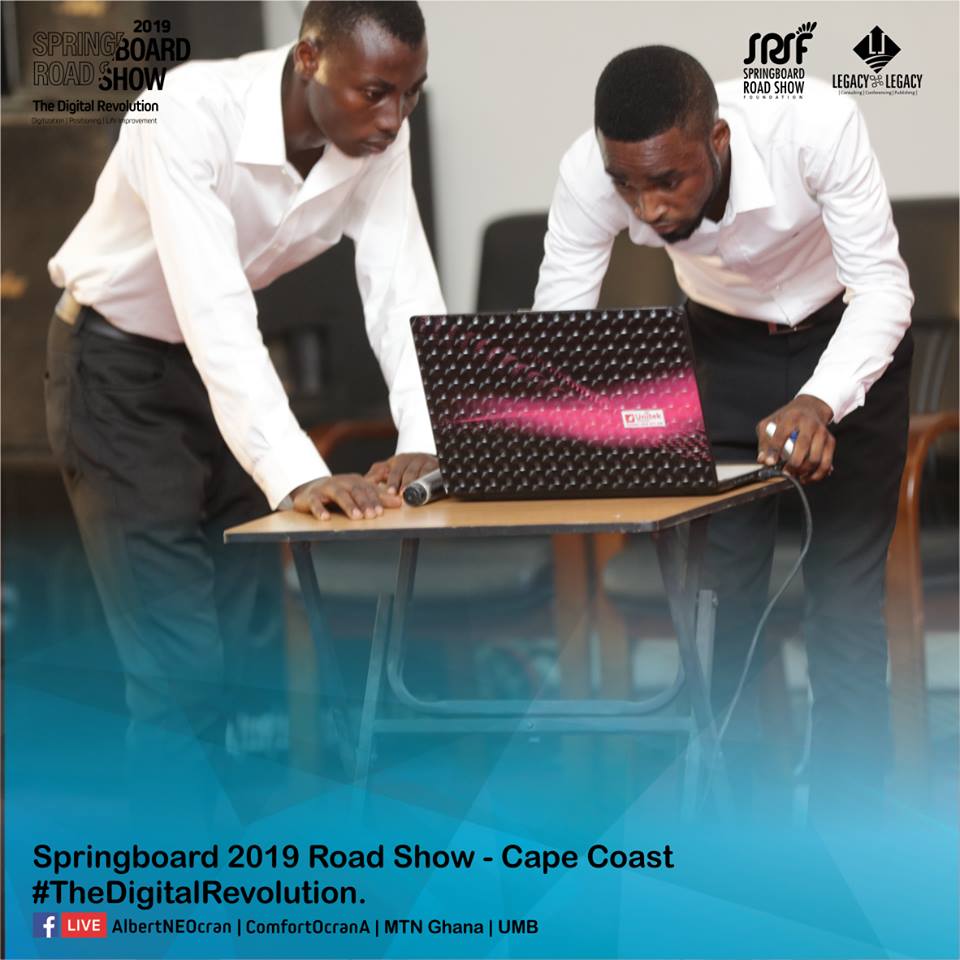 2019
SPRINGBOARD
ROAD SHOW
The Digital Revolution
Digitization | Positioning | Life Improvement
SRSF
SPRINGBOARD
ROAD SHOW
FOUNDATION
LEGACY LEGACY
| Consulting | Conferencing | Publishing |
Unitek
Springboard 2019 Road Show - Cape Coast
#TheDigitalRevolution.
f LIVE AlbertNEOcran | ComfortOcranA | MTN Ghana | UMB